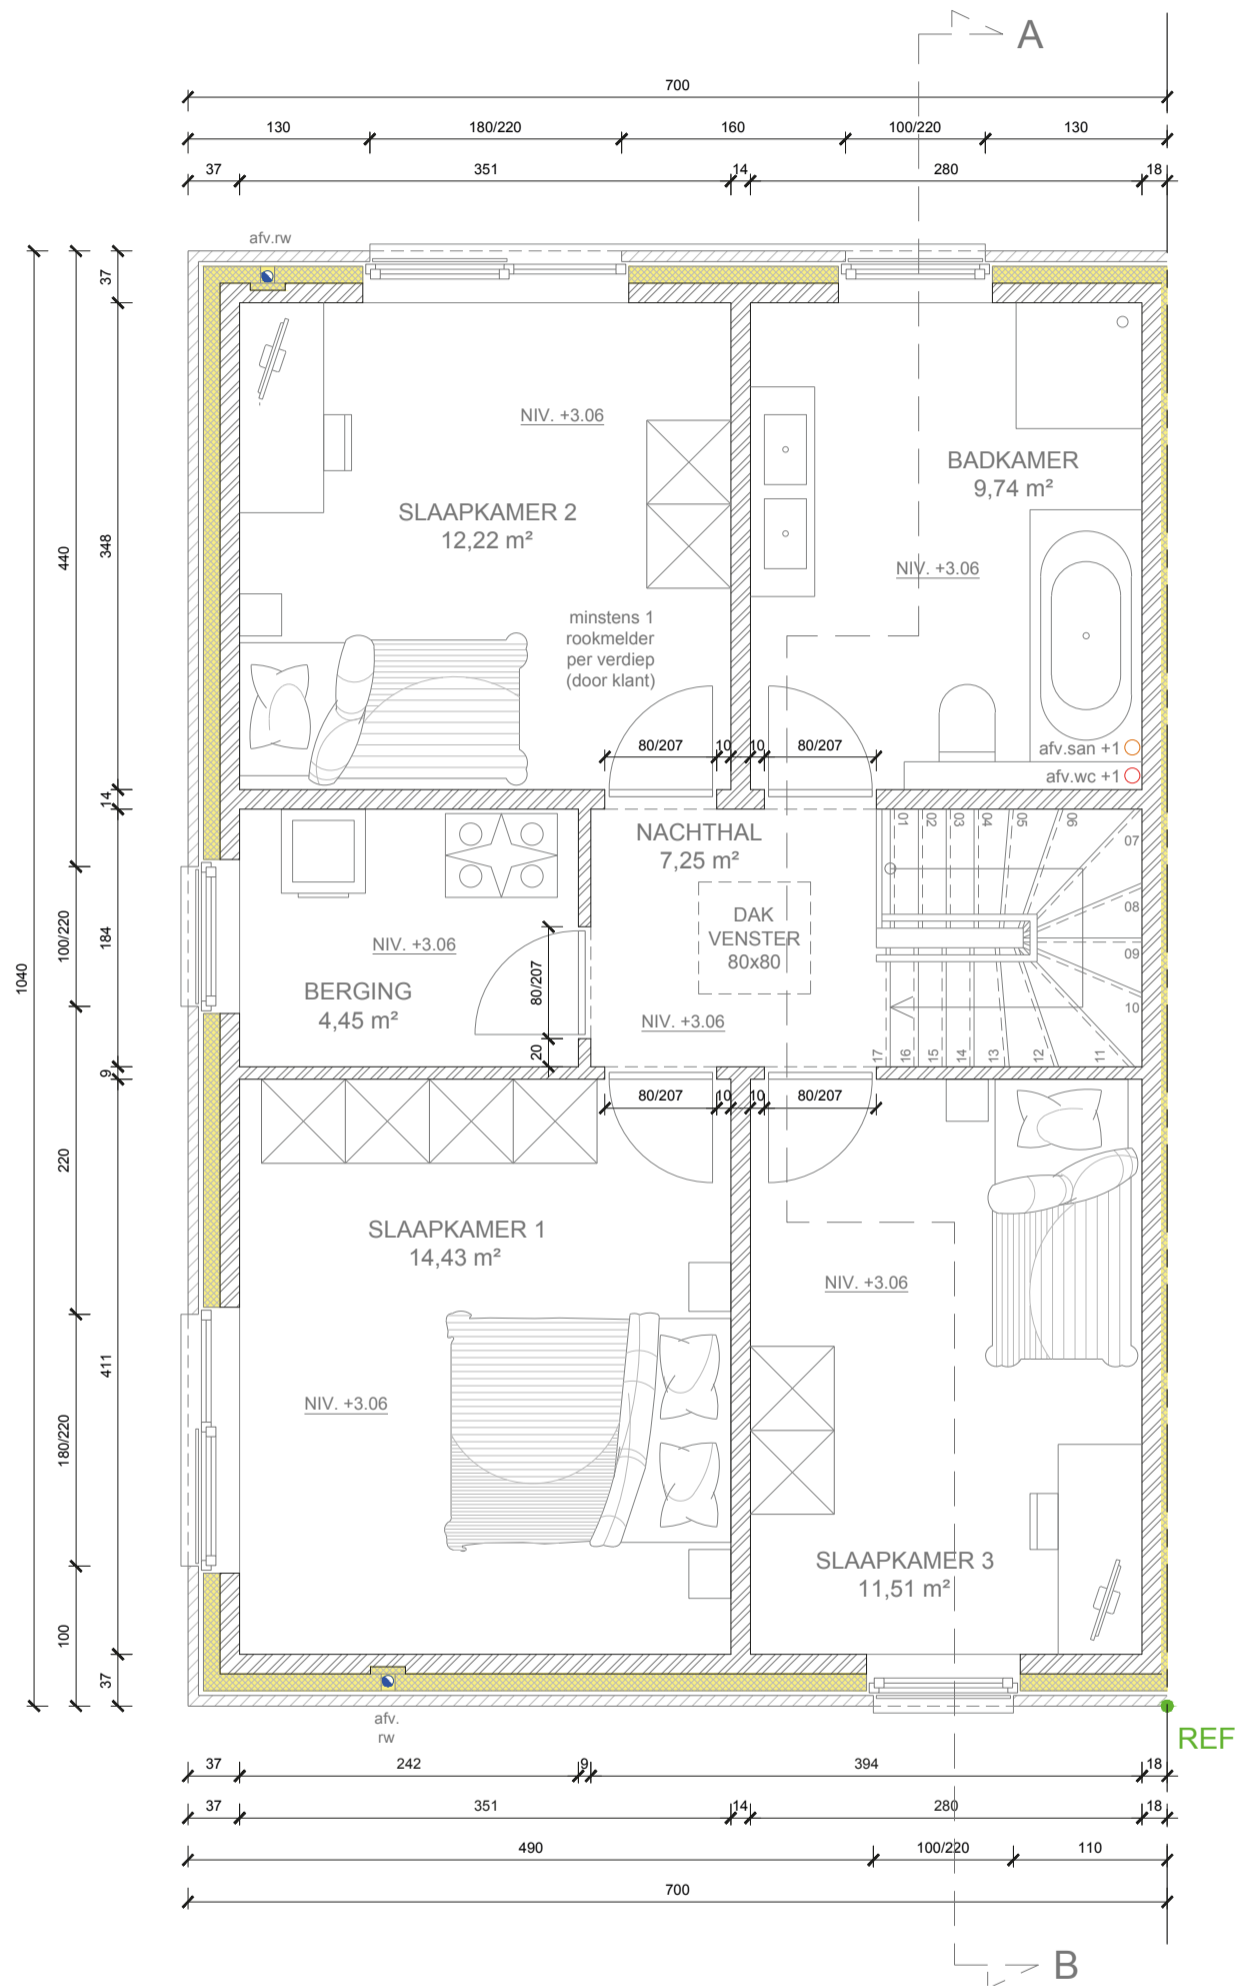 A
700
130 180/220 160 100/220 130
37 351 14 280 18
afv.rw
37
NIV. +3.06
BADKAMER
9,74 m²
SLAAPKAMER 2
12,22 m²
440
348
NIV. +3.06
minstens 1
rookmelder
per verdiep
(door klant)
80/207 10 10 80/207
afv.san +1
afv.wc +1
14
NACHTHAL
7,25 m²
01 02 03 04 05 06
07
08
09
10
11
12
13
14
15
16
17
DAK
VENSTER
80x80
1040
100/220
184
NIV. +3.06
BERGING
4,45 m²
80/207
20
NIV. +3.06
9
80/207 10 10 80/207
220
SLAAPKAMER 1
14,43 m²
NIV. +3.06
411
NIV. +3.06
180/220
SLAAPKAMER 3
11,51 m²
100
37
afv.
rw
REF
37 242 9 394 18
37 351 14 280 18
490 100/220 110
700
B